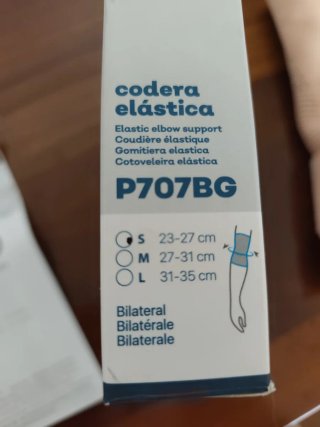 codera
elástica
Elastic elbow support
Coudière élastique
Gomitiera elastica
Cotoveleira elástica
P707BG
S 23-27 cm
M 27-31 cm
L 31-35 cm
Bilateral
Bilatérale
Bilaterale